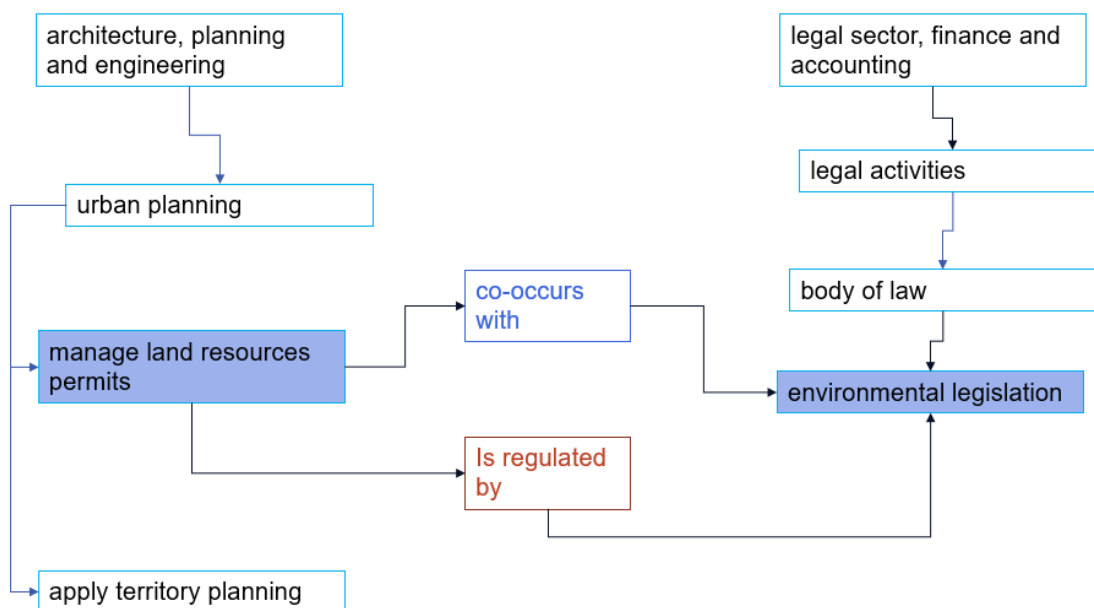 architecture, planning
and engineering
legal sector, finance and
accounting
legal activities
urban planning
co-occurs
with
body of law
manage land resources
permits
environmental legislation
Is regulated
by
apply territory planning